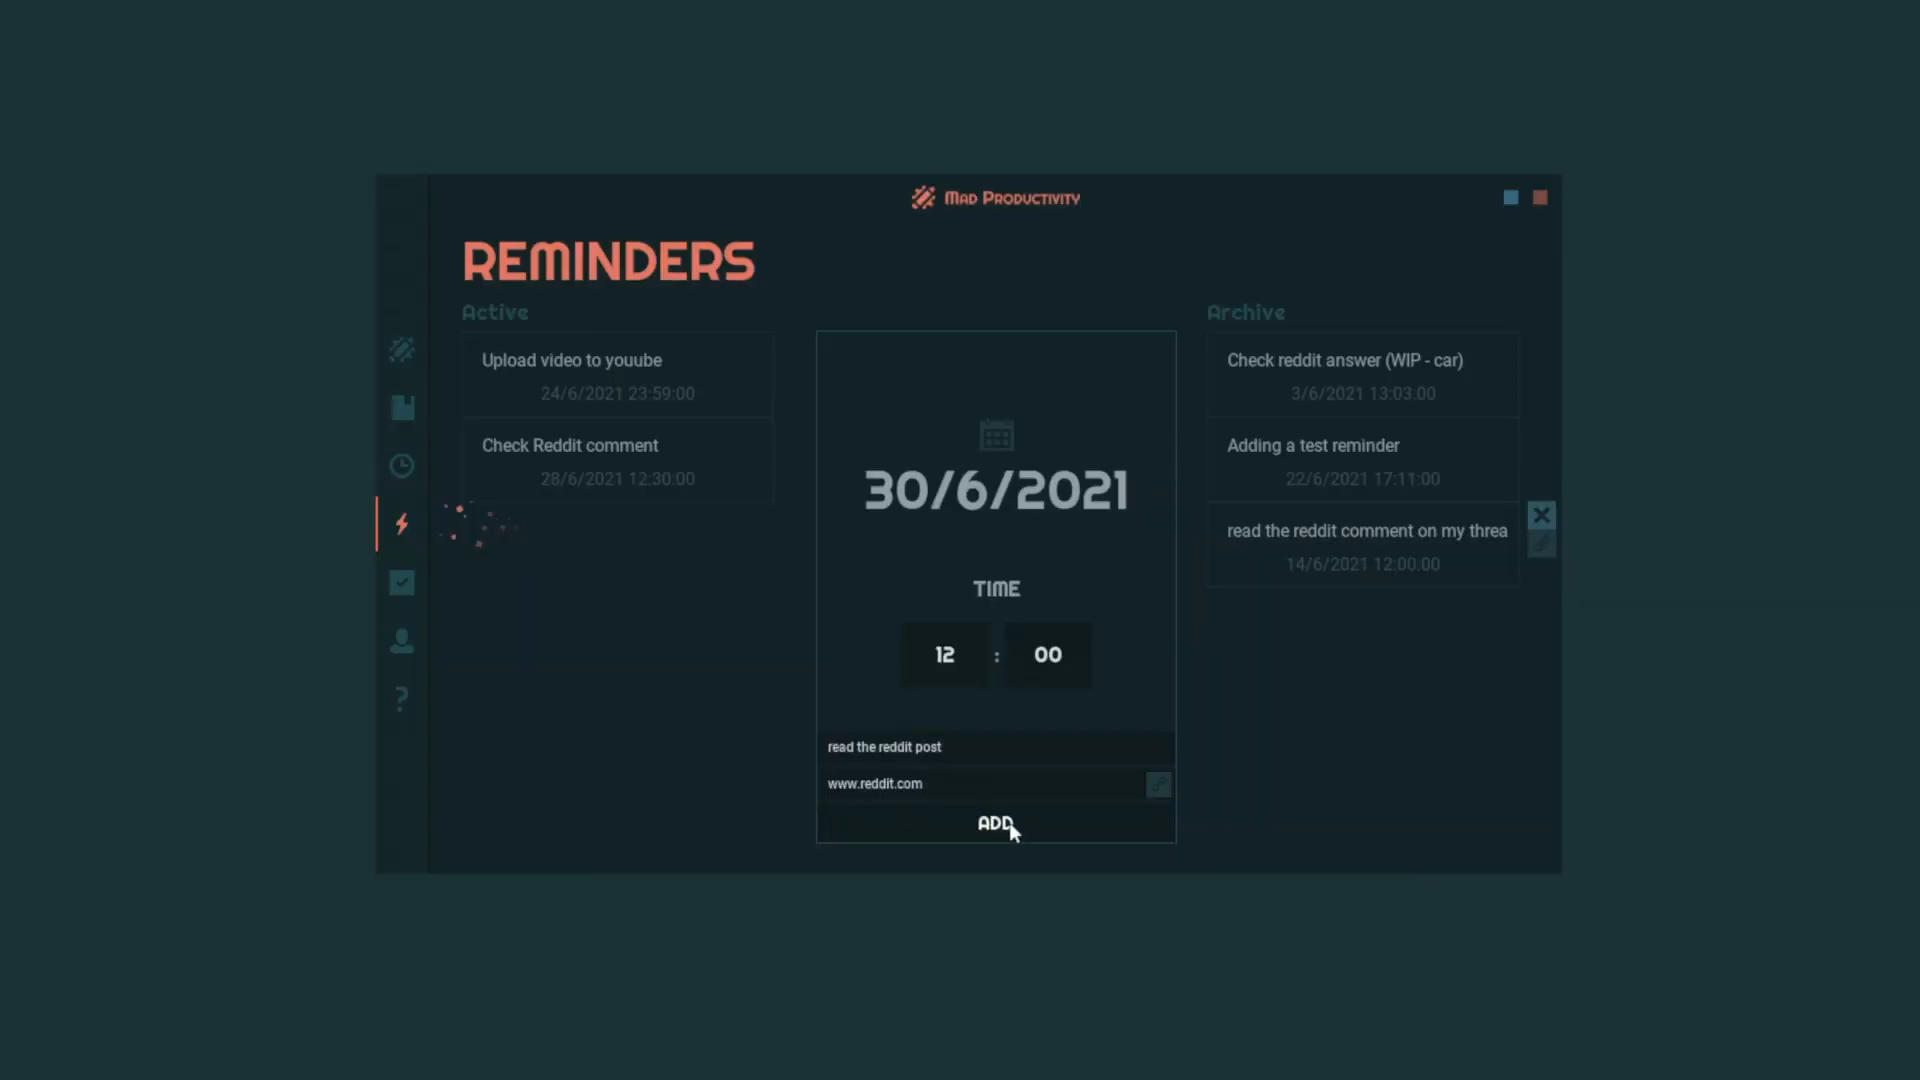 Mad Productivity
REMINDERS
Active
Upload video to youube
24/6/2021 23:59:00
Check Reddit comment
28/6/2021 12:30:00
30/6/2021
TIME
12 : 00
read the reddit post
www.reddit.com
ADD
Archive
Check reddit answer (WIP - car)
3/6/2021 13:03:00
Adding a test reminder
22/6/2021 17:11:00
read the reddit comment on my threa
14/6/2021 12:00:00